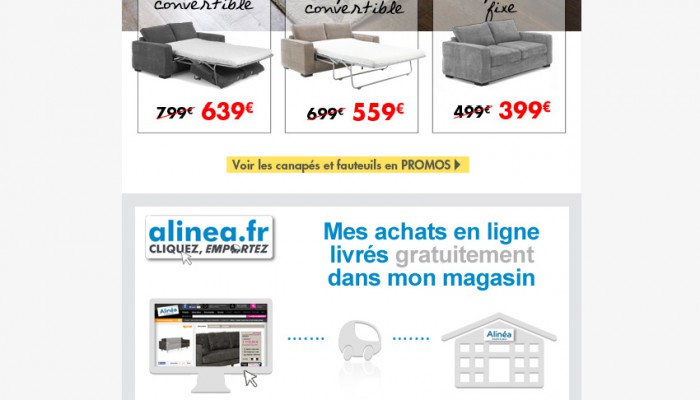 convertible
convertible
fixe
799€ 639€
699€ 559€
499€ 399€
Voir les canapés et fauteuils en PROMOS
alinea.fr
CLIQUEZ, EMPORTEZ
Mes achats en ligne
livrés gratuitement
dans mon magasin
Alinéa
Alinéa